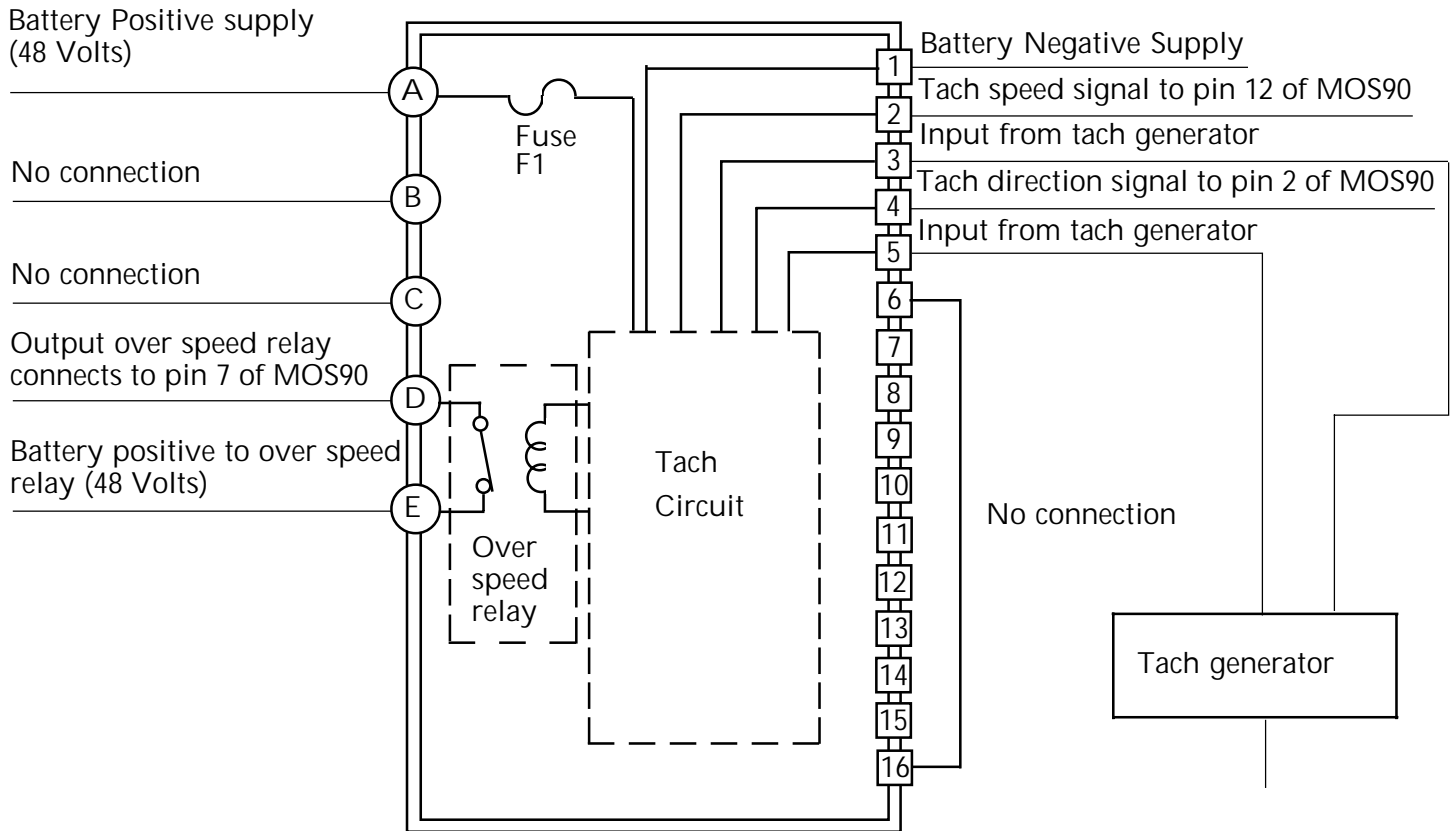 Battery Positive supply
(48 Volts)
A
No connection
B
No connection
C
Output over speed relay
connects to pin 7 of MOS90
D
Battery positive to over speed
relay (48 Volts)
E
Fuse
F1
Over
speed
relay
Tach
Circuit
1
Battery Negative Supply
2
Tach speed signal to pin 12 of MOS90
3
Input from tach generator
4
Tach direction signal to pin 2 of MOS90
5
Input from tach generator
6
7
8
9
10
11
12
13
14
15
16
No connection
Tach generator